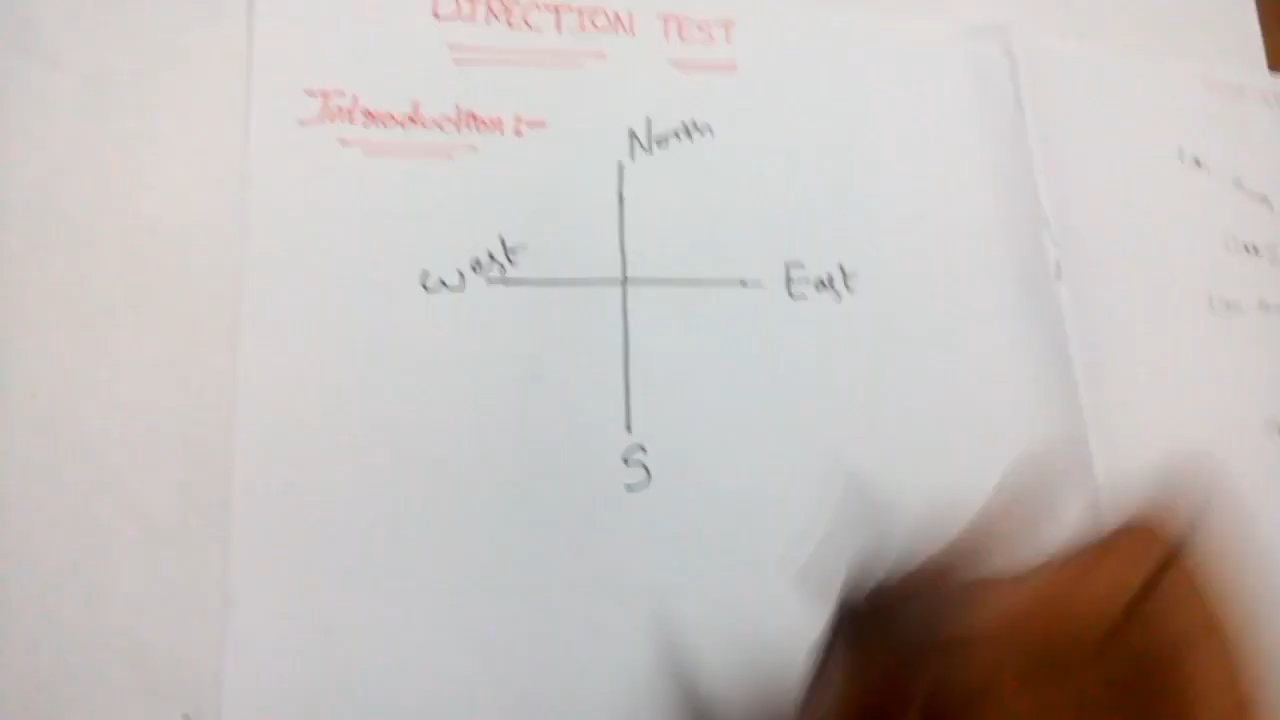 DIRECTION TEST
Introduction :-
North
West
East
S